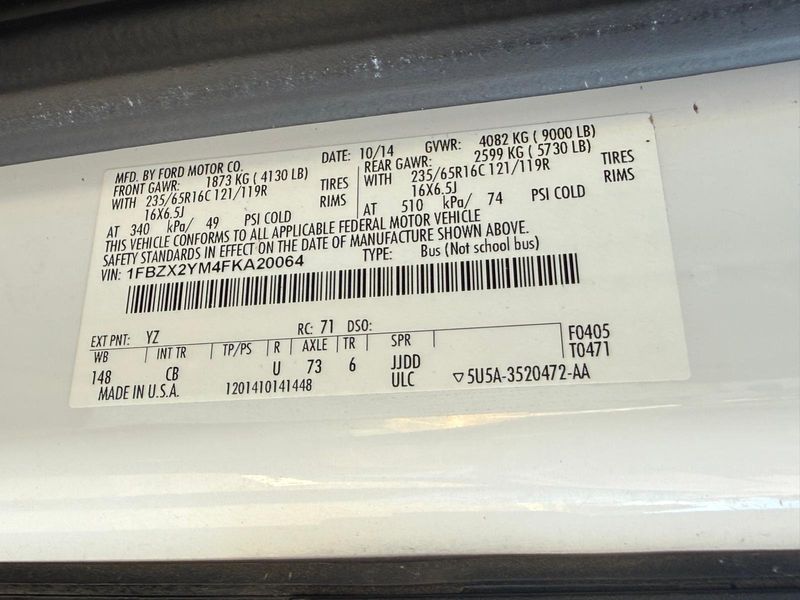 MFD. BY FORD MOTOR CO. DATE: 10/14 GVWR: 4082 KG ( 9000 LB)
FRONT GAWR: 1873 KG ( 4130 LB) REAR GAWR: 2599 KG ( 5730 LB)
WITH 235/65R16C 121/119R TIRES WITH 235/65R16C 121/119R TIRES
16X6.5J RIMS 16X6.5J RIMS
AT 340 kPa/ 49 PSI COLD AT 510 kPa/ 74 PSI COLD
THIS VEHICLE CONFORMS TO ALL APPLICABLE FEDERAL MOTOR VEHICLE
SAFETY STANDARDS IN EFFECT ON THE DATE OF MANUFACTURE SHOWN ABOVE.
VIN: 1FBZX2YM4FKA20064 TYPE: Bus (Not school bus)
EXT PNT: YZ RC: 71 DSO: F0405
WB INT TR TP/PS R AXLE TR SPR T0471
148 CB U 73 6 JJDD
MADE IN U.S.A. 1201410141448 ULC ▽5U5A-3520472-AA